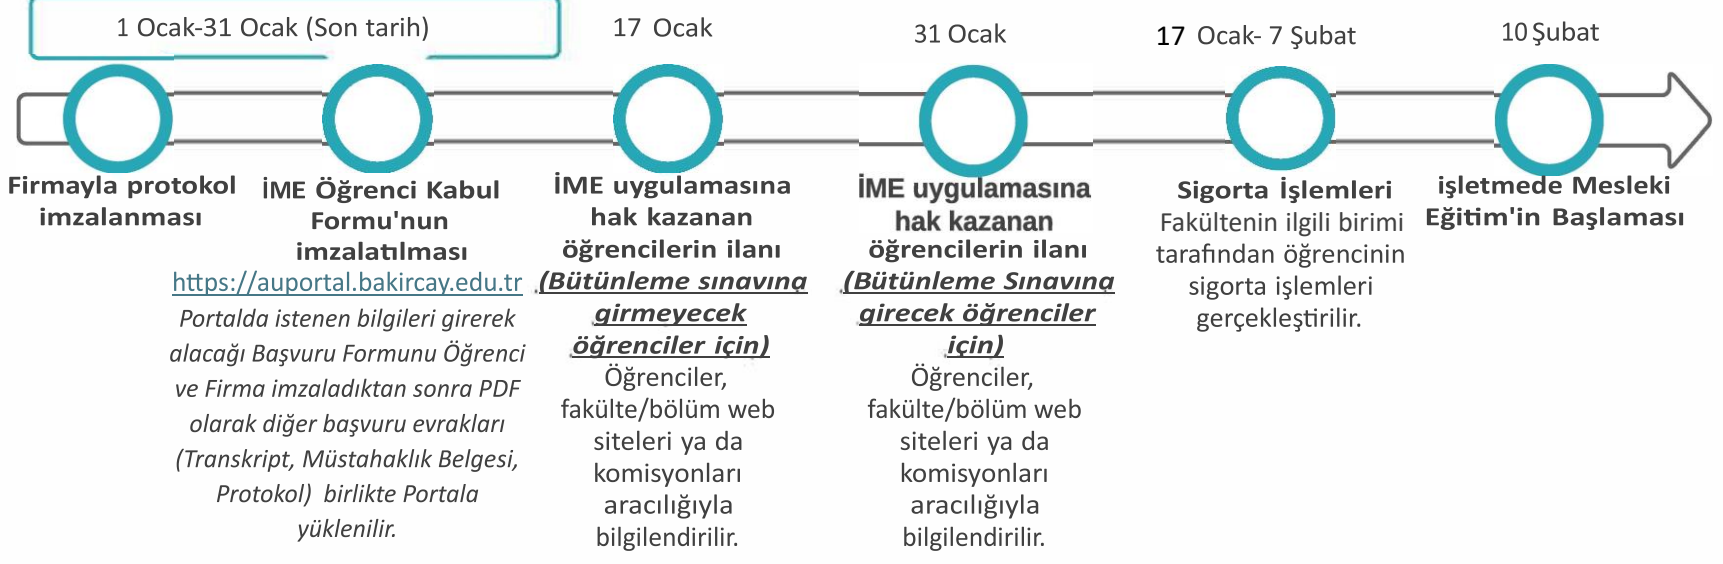 1 Ocak-31 Ocak (Son tarih)
17 Ocak
31 Ocak
17 Ocak- 7 Şubat
10 Şubat
Firmayla protokol
imzalanması
İME Öğrenci Kabul
Formu'nun
imzalatılması
https://auportal.bakircay.edu.tr
Portalda istenen bilgileri girerek
alacağı Başvuru Formunu Öğrenci
ve Firma imzaladıktan sonra PDF
olarak diğer başvuru evrakları
(Transkript, Müstahaklık Belgesi,
Protokol) birlikte Portala
yüklenilir.
İME uygulamasına
hak kazanan
öğrencilerin ilanı
(Bütünleme sınavına
girmeyecek
öğrenciler için)
Öğrenciler,
fakülte/bölüm web
siteleri ya da
komisyonları
aracılığıyla
bilgilendirilir.
İME uygulamasına
hak kazanan
öğrencilerin ilanı
(Bütünleme Sınavına
girecek öğrenciler
için)
Öğrenciler,
fakülte/bölüm web
siteleri ya da
komisyonları
aracılığıyla
bilgilendirilir.
Sigorta İşlemleri
Fakültenin ilgili birimi
tarafından öğrencinin
sigorta işlemleri
gerçekleştirilir.
işletmede Mesleki
Eğitim'in Başlaması